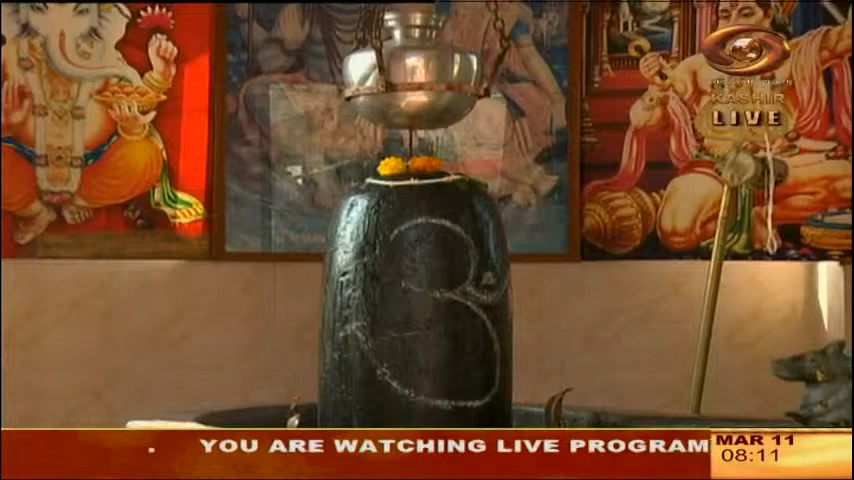 KASHIR
LIVE
ॐ
. YOU ARE WATCHING LIVE PROGRAM
MAR 11
08:11